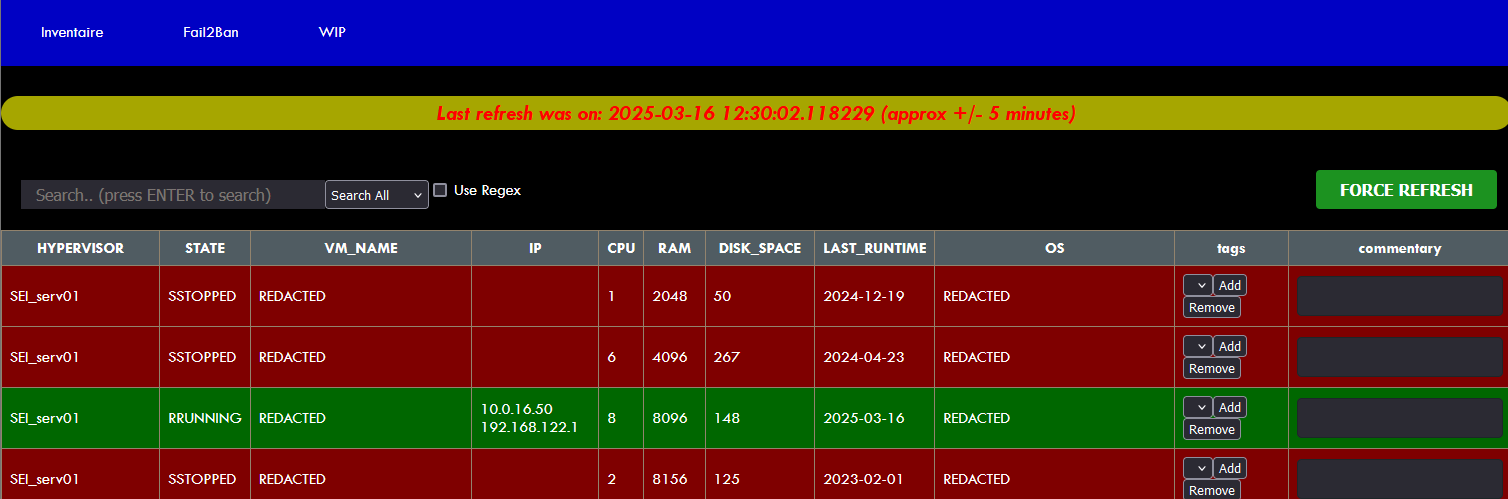 Inventaire Fail2Ban WIP
Last refresh was on: 2025-03-16 12:30:02.118229 (approx +/- 5 minutes)
Search.. (press ENTER to search) Search All Use Regex FORCE REFRESH
HYPERVISOR STATE VM_NAME IP CPU RAM DISK_SPACE LAST_RUNTIME OS tags commentary
SEI_serv01 SSTOPPED REDACTED 1 2048 50 2024-12-19 REDACTED Add
Remove
SEI_serv01 SSTOPPED REDACTED 6 4096 267 2024-04-23 REDACTED Add
Remove
SEI_serv01 RRUNNING REDACTED 10.0.16.50 8 8096 148 2025-03-16 REDACTED Add
192.168.122.1 Remove
SEI_serv01 SSTOPPED REDACTED 2 8156 125 2023-02-01 REDACTED Add
Remove